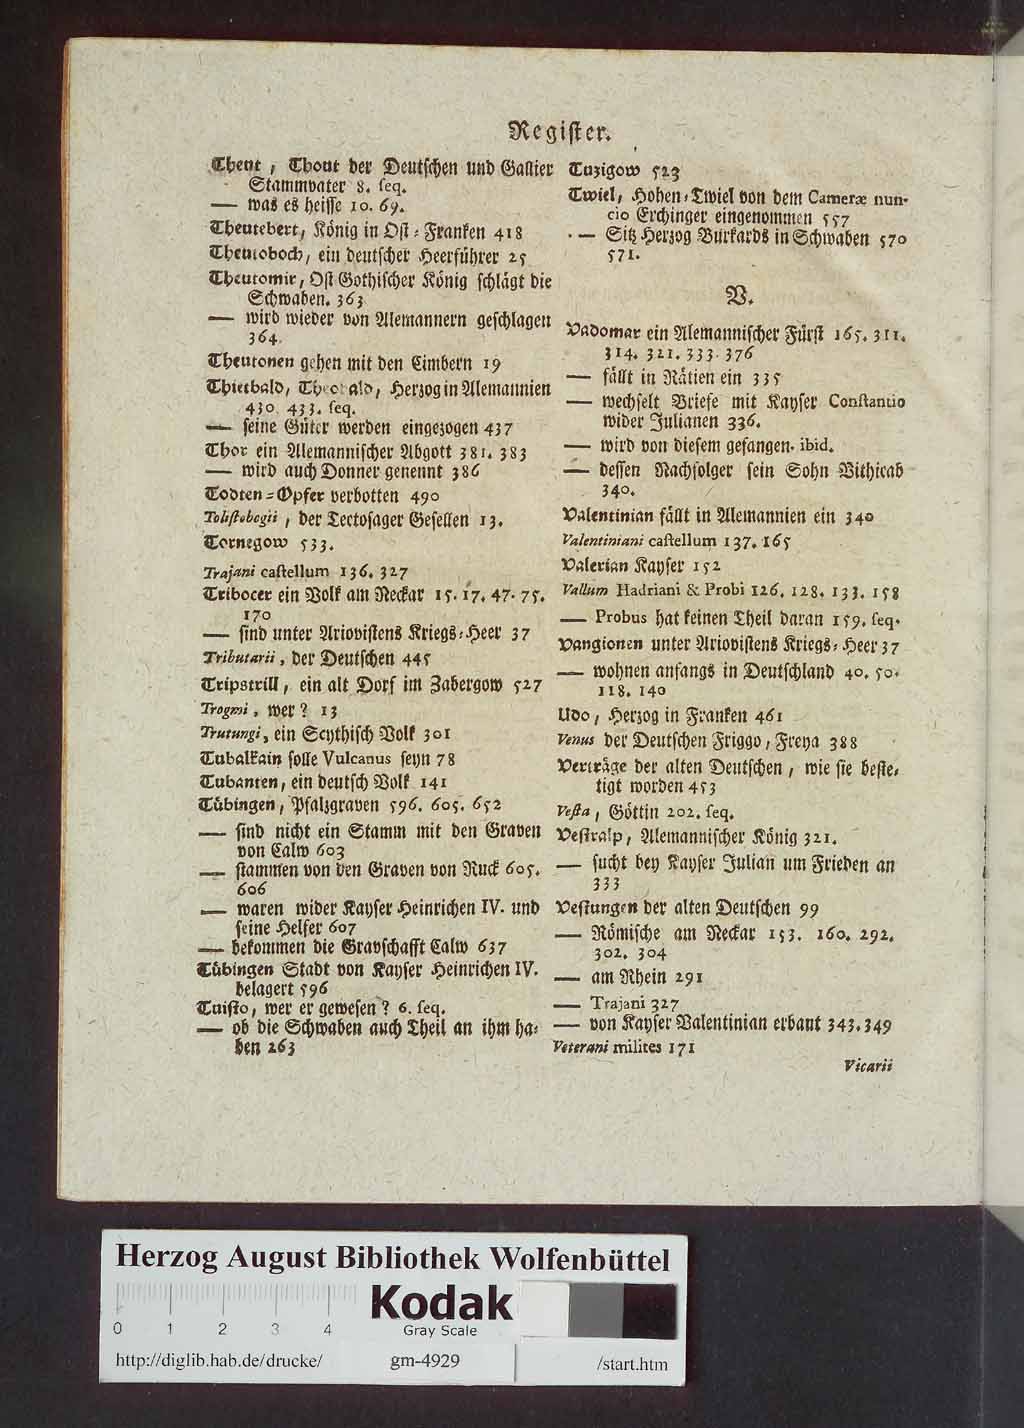 Register.
Theut, Thout der Deutschen und Gallier
Stammvater 8. seq.
— was es heisse 10. 69.
Theutebert, König in Ost-Franken 418
Theutoboch, ein deutscher Heerführer 25
Theutomir, Ost Gothischer König schlägt die
Schwaben. 363
— wird wieder von Alemannern geschlagen
364.
Theutonen gehen mit den Cimbern 19
Thietbald, Theobald, Herzog in Alemannien
430. 433. seq.
— seine Güter werden eingezogen 437
Thor ein Alemannischer Abgott 381. 383
— wird auch Donner genennt 386
Todten-Opfer verbotten 490
Tolistobogii, der Tectosager Gesellen 13.
Tornegow 533.
Trajani castellum 136. 327
Tribocer ein Volk am Neckar 15. 17. 47. 75.
170
— sind unter Ariovistens Kriegs-Heer 37
Tributarii, der Deutschen 445
Tripstrill, ein alt Dorf im Zabergow 527
Trogmi, wer? 13
Trutungi, ein Scythisch Volk 301
Tubalkain solle Vulcanus seyn 78
Tubanten, ein deutsch Volk 141
Tübingen, Pfalzgraven 596. 605. 652
— sind nicht ein Stamm mit den Graven
von Calw 603
— stammen von den Graven von Ruck 605.
606
— waren wider Kayser Heinrichen IV. und
seine Helfer 607
— bekommen die Gravschafft Calw 637
Tübingen Stadt von Kayser Heinrichen IV.
belagert 596
Tuisto, wer er gewesen? 6. seq.
— ob die Schwaben auch Theil an ihm ha-
ben 263
Tuzigow 523
Twiel, Hohen-Twiel von dem Cameræ nun-
cio Erchinger eingenommen 557
— Sitz Herzog Burkards in Schwaben 570
571.
V.
Vadomar ein Alemannischer Fürst 165. 311.
314. 321. 333. 376
— fällt in Rätien ein 335
— wechselt Briefe mit Kayser Constantio
wider Julianen 336.
— wird von diesem gefangen. ibid.
— dessen Nachfolger sein Sohn Vithicab
340.
Valentinian fällt in Alemannien ein 340
Valentiniani castellum 137. 165
Valerian Kayser 152
Vallum Hadriani & Probi 126. 128. 133. 158
— Probus hat keinen Theil daran 159. seq.
Vangionen unter Ariovistens Kriegs-Heer 37
— wohnen anfangs in Deutschland 40. 50.
118. 140
Udo, Herzog in Franken 461
Venus der Deutschen Friggo, Freya 388
Verträge der alten Deutschen, wie sie beste-
tigt worden 453
Vesta, Göttin 202. seq.
Vestralp, Alemannischer König 321.
— sucht bey Kayser Julian um Frieden an
333
Vestungen der alten Deutschen 99
— Römische am Neckar 153. 160. 292.
302. 304
— am Rhein 291
— Trajani 327
— von Kayser Valentinian erbaut 343. 349
Veterani milites 171
Vicarii
Herzog August Bibliothek Wolfenbüttel
Kodak
0 1 2 3 4
Gray Scale
http://diglib.hab.de/drucke/ gm-4929 /start.htm